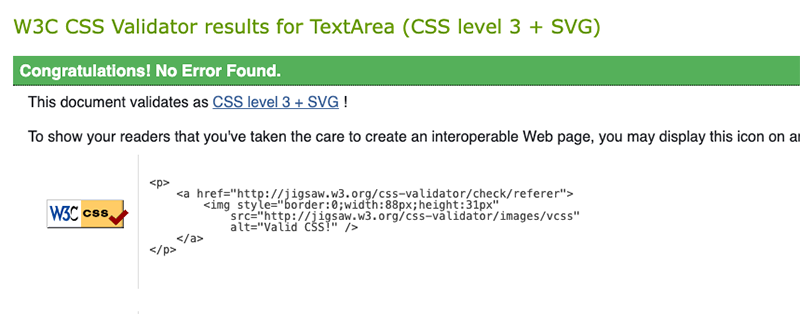 W3C CSS Validator results for TextArea (CSS level 3 + SVG)
Congratulations! No Error Found.
This document validates as CSS level 3 + SVG !
To show your readers that you've taken the care to create an interoperable Web page, you may display this icon on
W3C css
<p>
    <a href="http://jigsaw.w3.org/css-validator/check/referer">
        <img style="border:0;width:88px;height:31px"
            src="http://jigsaw.w3.org/css-validator/images/vcss"
            alt="Valid CSS!" />
    </a>
</p>